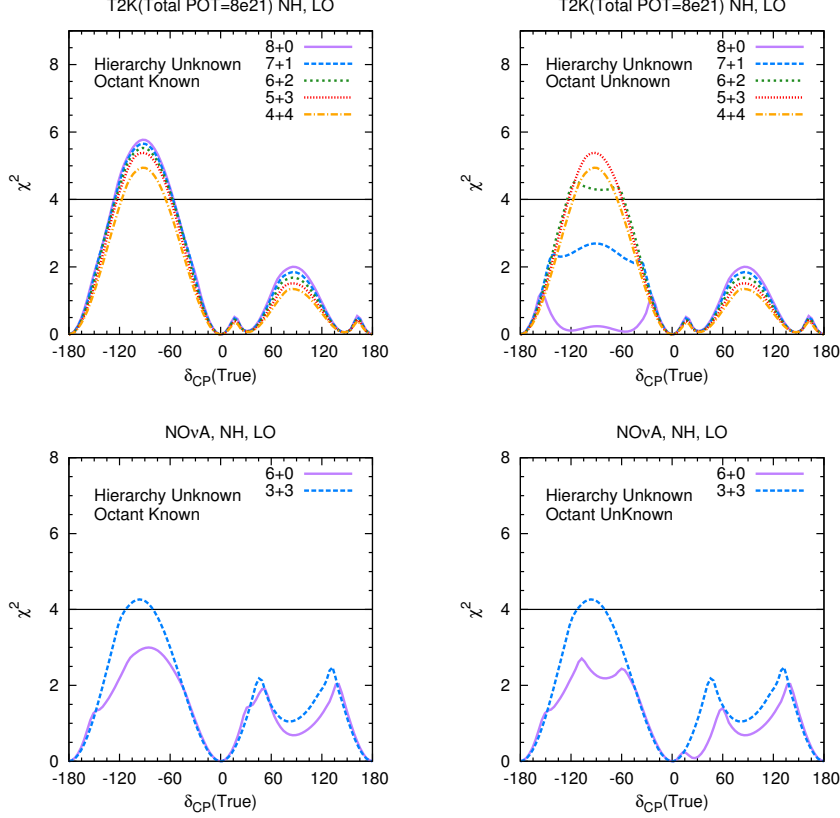 T2K(Total POT=8e21) NH, LO
χ²
8
6
4
2
0
-180 -120 -60 0 60 120 180
δCP(True)
Hierarchy Unknown
Octant Known
8+0
7+1
6+2
5+3
4+4
T2K(Total POT=8e21) NH, LO
χ²
8
6
4
2
0
-180 -120 -60 0 60 120 180
δCP(True)
Hierarchy Unknown
Octant Unknown
8+0
7+1
6+2
5+3
4+4
NOνA, NH, LO
χ²
8
6
4
2
0
-180 -120 -60 0 60 120 180
δCP(True)
Hierarchy Unknown
Octant Known
6+0
3+3
NOνA, NH, LO
χ²
8
6
4
2
0
-180 -120 -60 0 60 120 180
δCP(True)
Hierarchy Unknown
Octant UnKnown
6+0
3+3